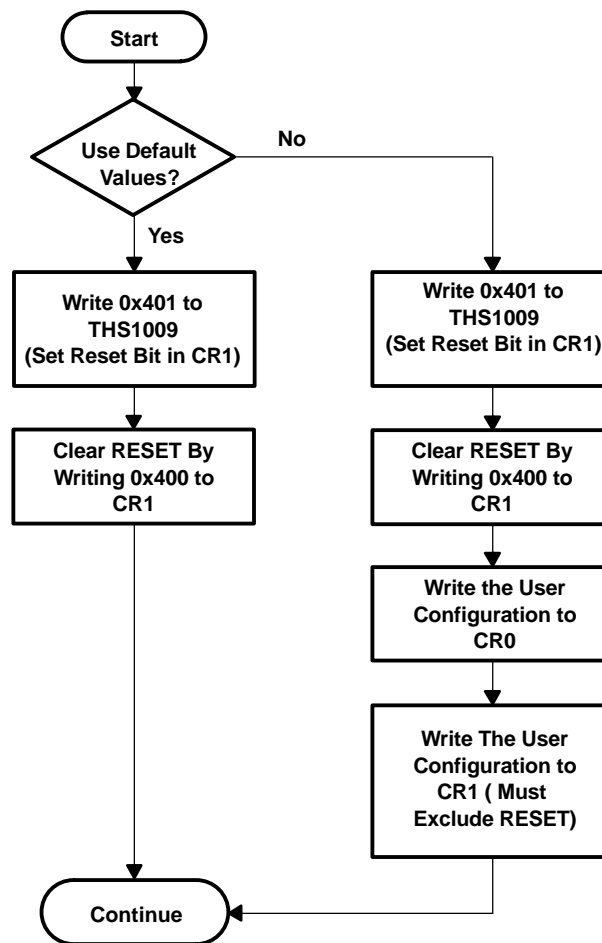 Start
Use Default
Values?
No
Yes
Write 0x401 to
THS1009
(Set Reset Bit in CR1)
Clear RESET By
Writing 0x400 to
CR1
Write 0x401 to
THS1009
(Set Reset Bit in CR1)
Clear RESET By
Writing 0x400 to
CR1
Write the User
Configuration to
CR0
Write The User
Configuration to
CR1 ( Must
Exclude RESET)
Continue